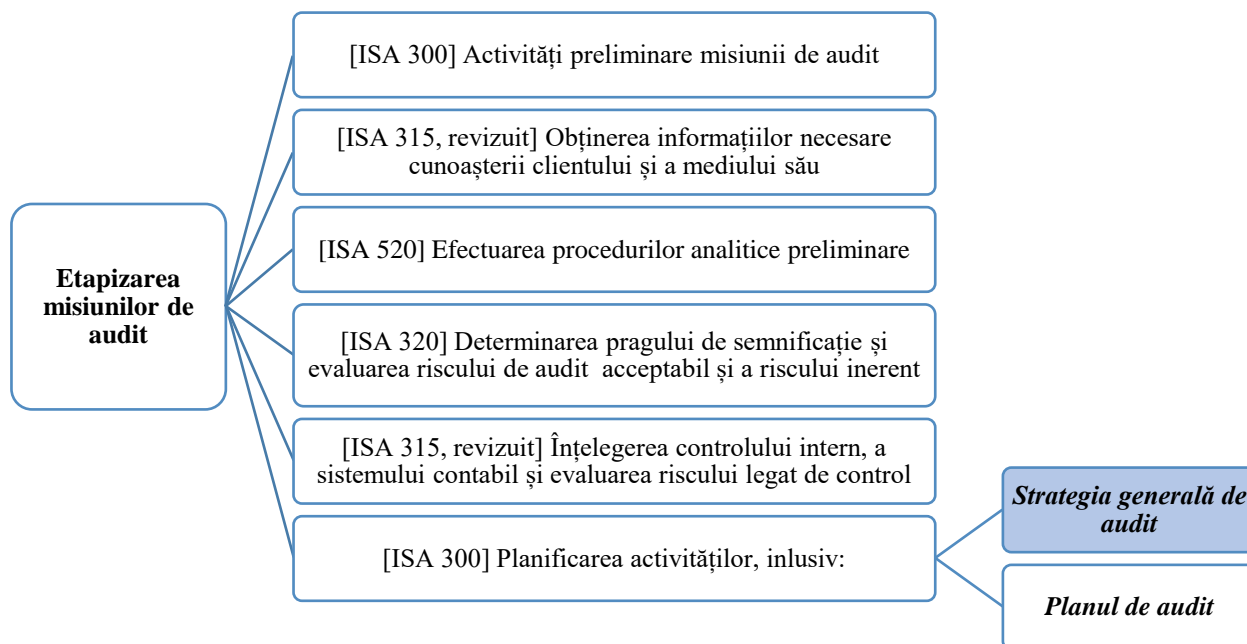 [ISA 300] Activități preliminare misiunii de audit
[ISA 315, revizuit] Obținerea informațiilor necesare
cunoașterii clientului și a mediului său
[ISA 520] Efectuarea procedurilor analitice preliminare
Etapizarea
misiunilor de
audit
[ISA 320] Determinarea pragului de semnificație și
evaluarea riscului de audit  acceptabil și a riscului inerent
[ISA 315, revizuit] Înțelegerea controlului intern, a
sistemului contabil și evaluarea riscului legat de control
[ISA 300] Planificarea activităților, inlusiv:
Strategia generală de
audit
Planul de audit